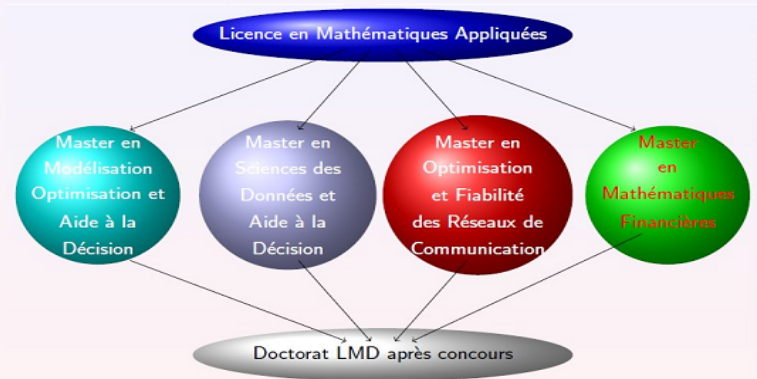 Licence en Mathématiques Appliquées
Master en
Modélisation
Optimisation et
Aide à la
Décision
Master en
Sciences des
Données et
Aide à la
Décision
Master en
Optimisation
et Fiabilité
des Réseaux de
Communication
Master
en
Mathématiques
Financières
Doctorat LMD après concours